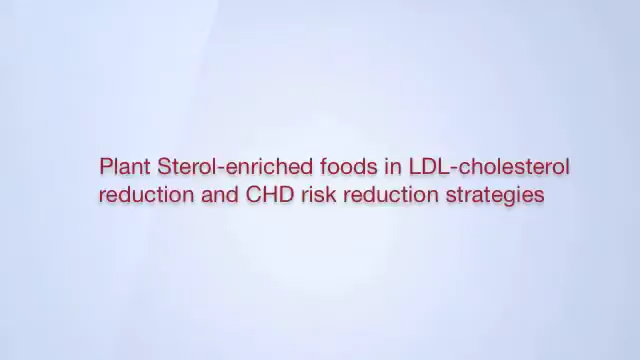 Plant Sterol-enriched foods in LDL-cholesterol
reduction and CHD risk reduction strategies